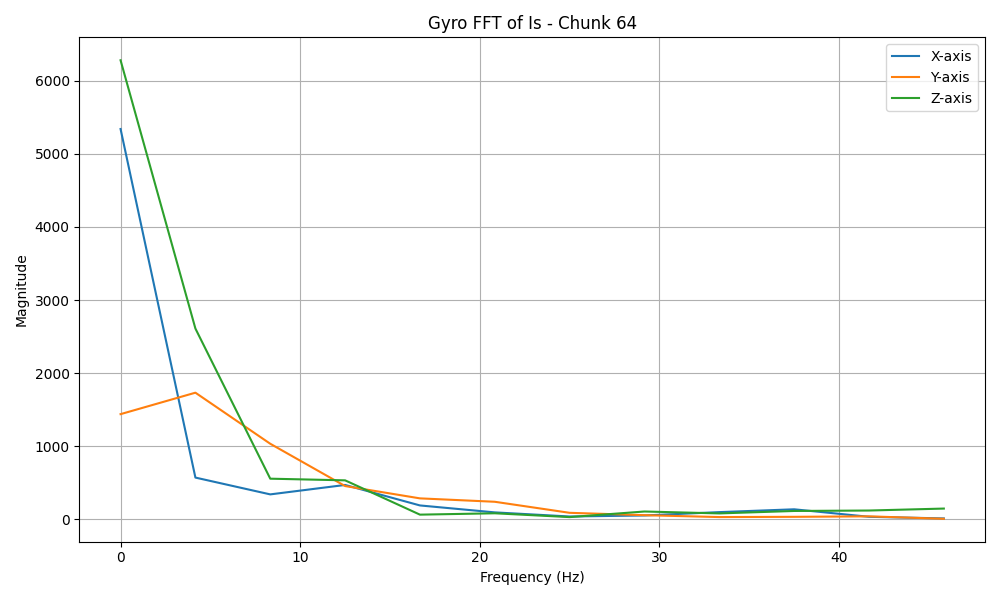 Gyro FFT of Is - Chunk 64
X-axis
Y-axis
Z-axis
6000
5000
4000
3000
2000
1000
0
Magnitude
0 10 20 30 40
Frequency (Hz)